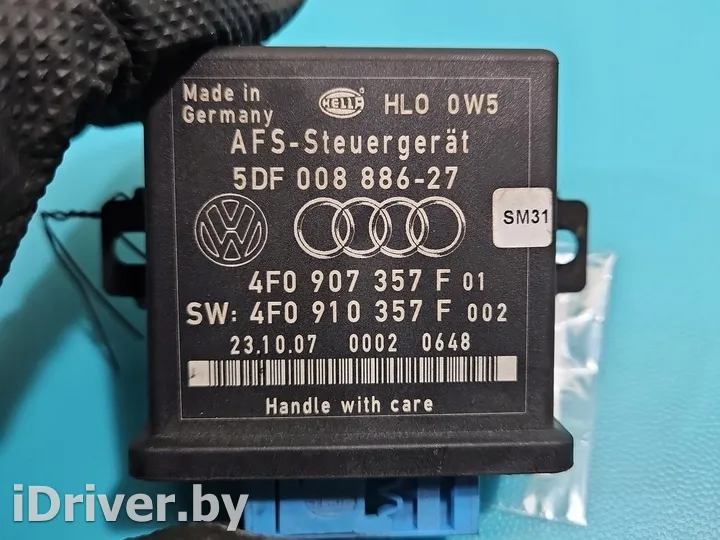 Made in
Germany
HELLA
HLO 0W5
AFS-Steuergerät
5DF 008 886-27
SM31
4F0 907 357 F 01
SW: 4F0 910 357 F 002
23.10.07 0002 0648
Handle with care
iDriver.by